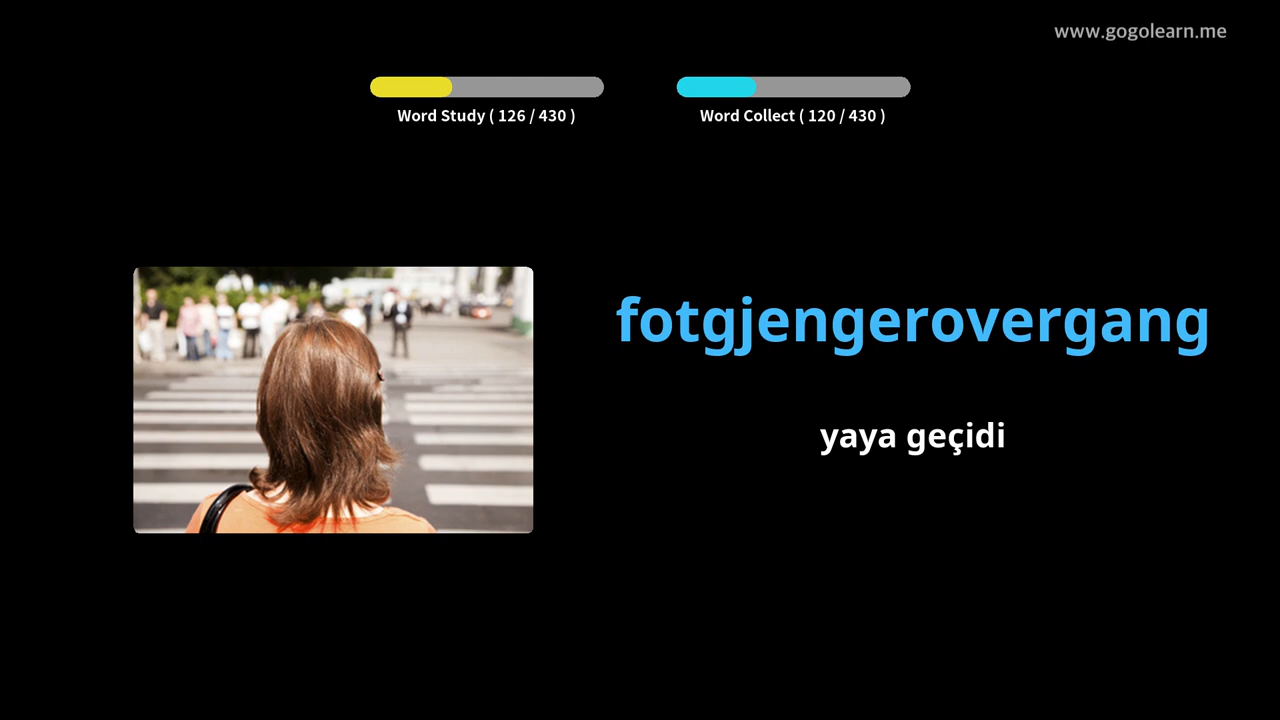 www.gogolearn.me
Word Study ( 126 / 430 )
Word Collect ( 120 / 430 )
fotgjengerovergang
yaya geçidi